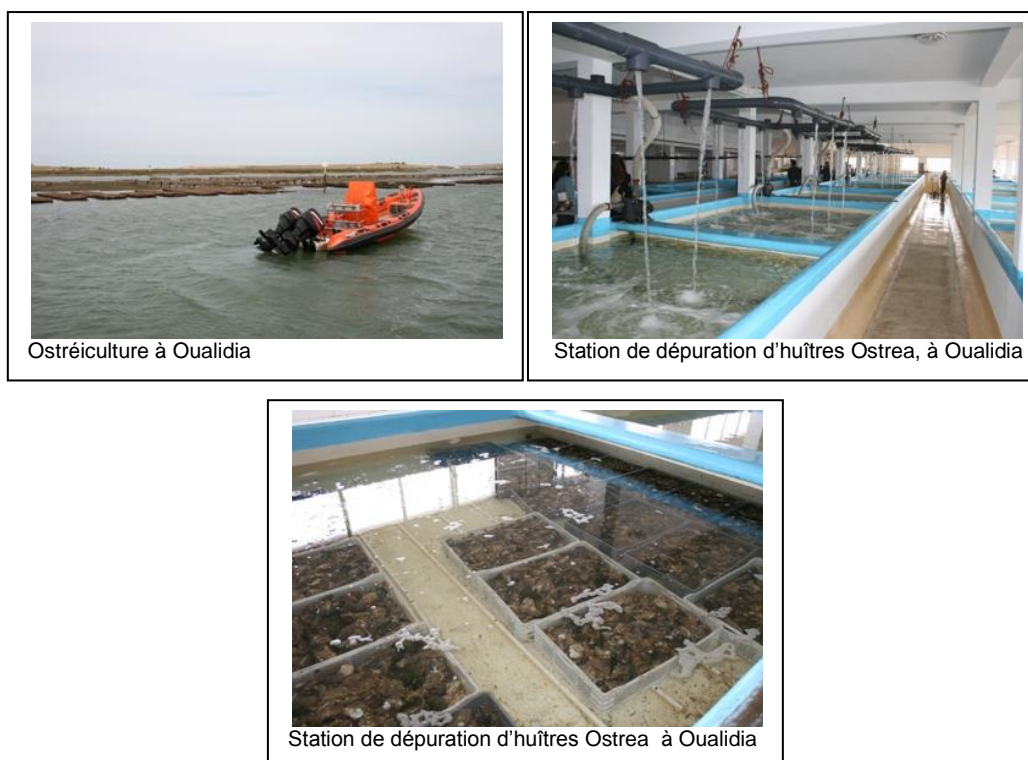 Ostréiculture à Oualidia
Station de dépuration d'huîtres Ostrea, à Oualidia
Station de dépuration d'huîtres Ostrea à Oualidia